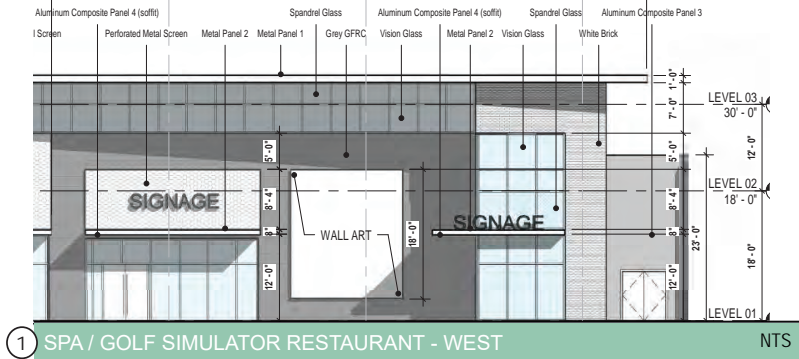 Aluminum Composite Panel 4 (soffit) Spandrel Glass Aluminum Composite Panel 4 (soffit) Spandrel Glass Aluminum Composite Panel 3
l Screen Perforated Metal Screen Metal Panel 2 Metal Panel 1 Grey GFRC Vision Glass Metal Panel 2 Vision Glass White Brick
1' - 0"
7' - 0"
LEVEL 03
30' - 0"
5' - 0"
5' - 0"
12' - 0"
8' - 4"
8' - 4"
LEVEL 02
18' - 0"
SIGNAGE
SIGNAGE
WALL ART
18' - 0"
8"
8"
23' - 0"
18' - 0"
12' - 0"
12' - 0"
LEVEL 01
1 SPA / GOLF SIMULATOR RESTAURANT - WEST NTS